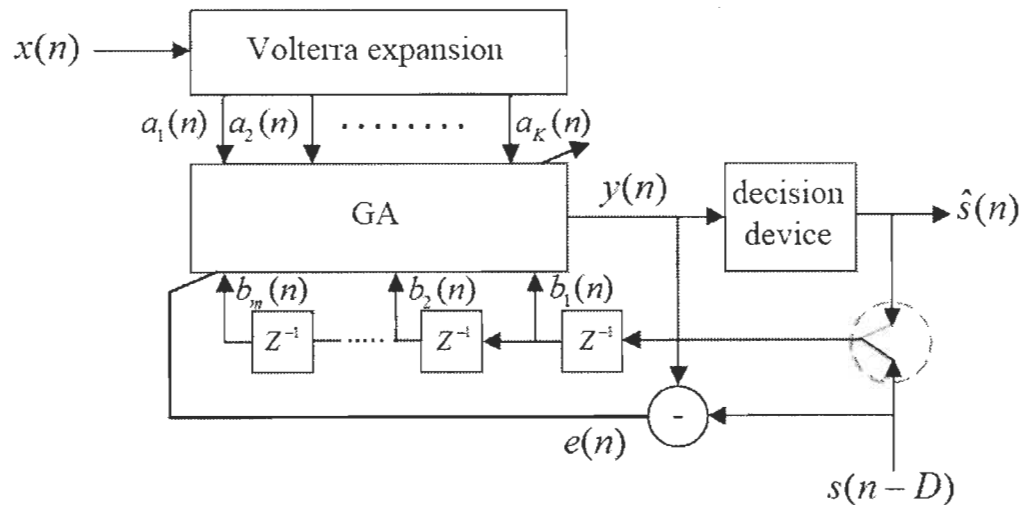 x(n)
Volterra expansion
a₁(n) a₂(n) ........ a_K(n)
GA
y(n)
decision
device
ŝ(n)
b_m(n) b₂(n) b₁(n)
Z⁻¹ ..... Z⁻¹ Z⁻¹
-
e(n)
s(n − D)